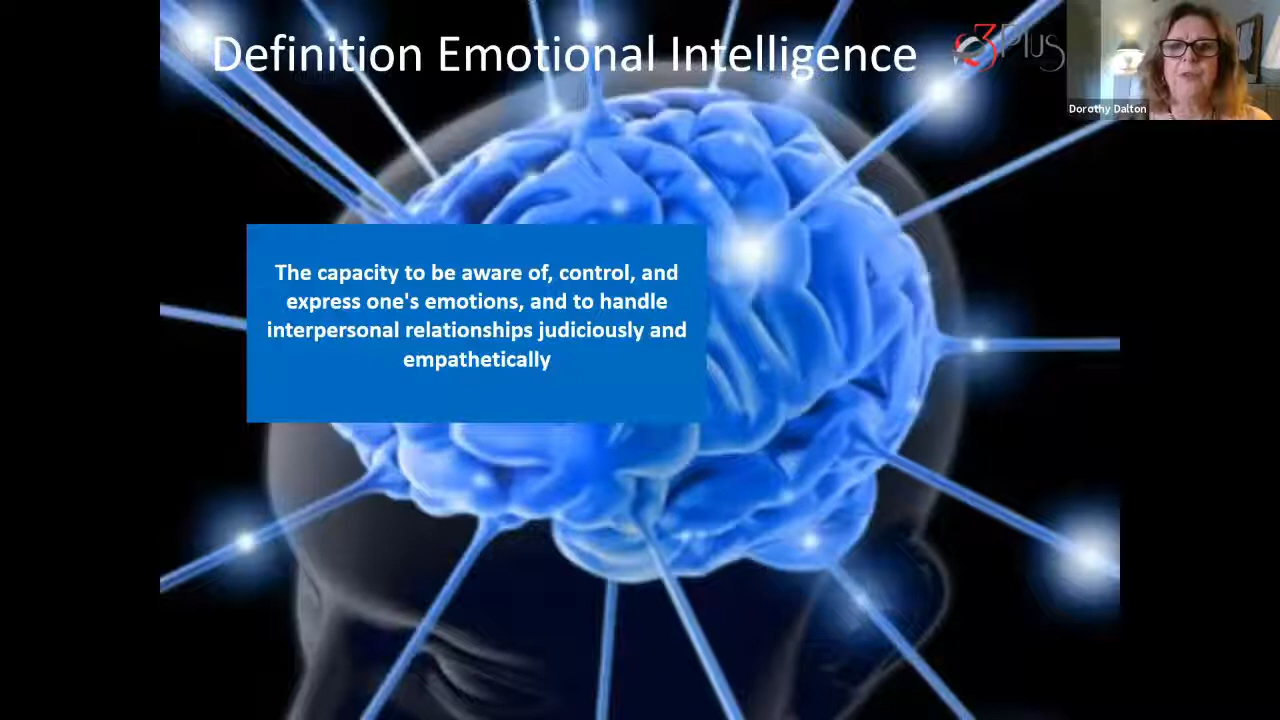 Definition Emotional Intelligence
3Plus
Dorothy Dalton
The capacity to be aware of, control, and
express one's emotions, and to handle
interpersonal relationships judiciously and
empathetically